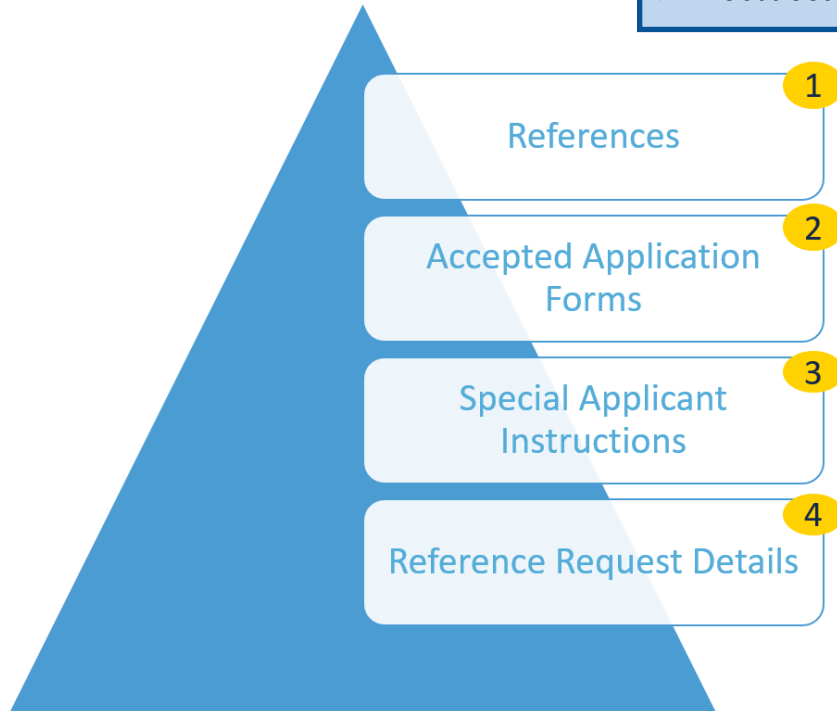 1
References
2
Accepted Application
Forms
3
Special Applicant
Instructions
4
Reference Request Details